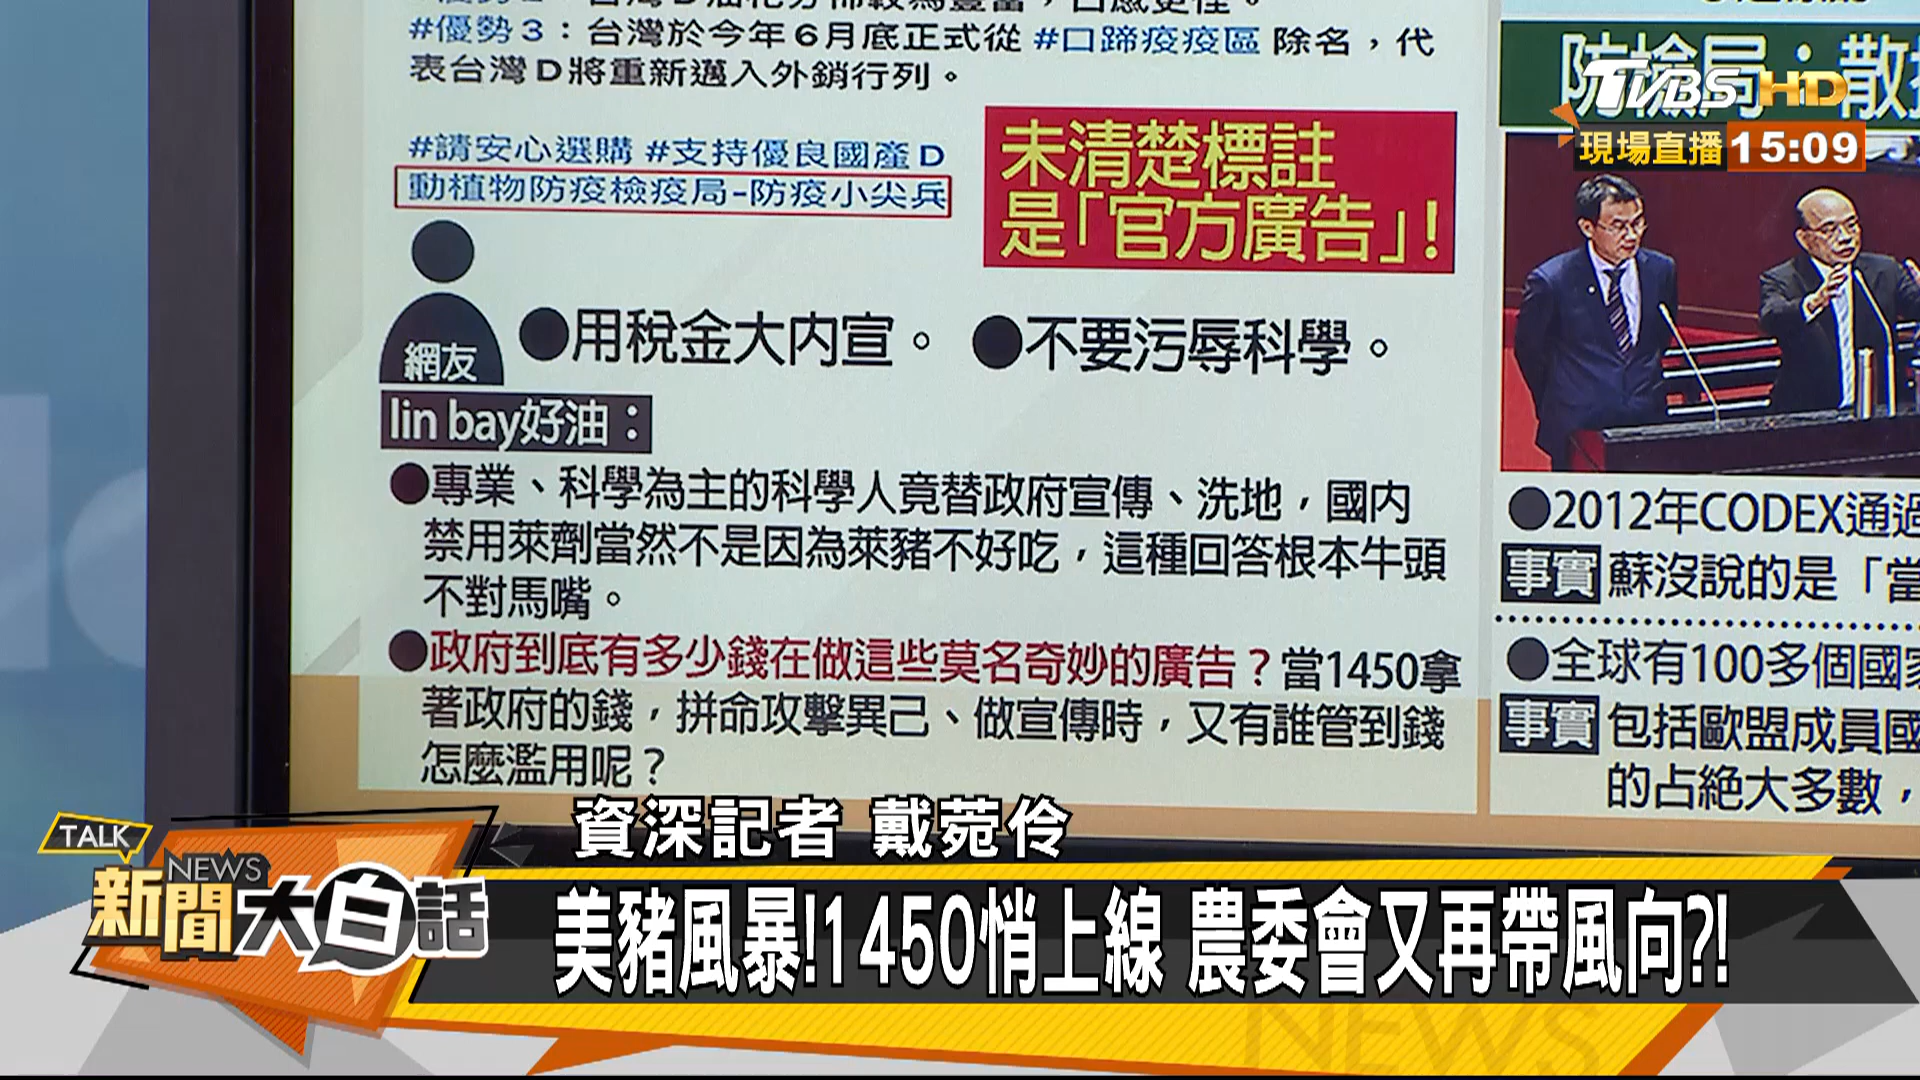 #優勢3：台灣於今年6月底正式從 #口蹄疫疫區 除名，代
表台灣D將重新邁入外銷行列。
#請安心選購 #支持優良國產D
動植物防疫檢疫局-防疫小尖兵
未清楚標註
是「官方廣告」！
網友
●用稅金大內宣。 ●不要污辱科學。
lin bay好油：
●專業、科學為主的科學人竟替政府宣傳、洗地，國內
禁用萊劑當然不是因為萊豬不好吃，這種回答根本牛頭
不對馬嘴。
●政府到底有多少錢在做這些莫名奇妙的廣告？當1450拿
著政府的錢，拼命攻擊異己、做宣傳時，又有誰管到錢
怎麼濫用呢？
防檢局：散
TVBS HD
現場直播 15:09
●2012年CODEX通過
事實 蘇沒說的是「當
●全球有100多個國家
事實 包括歐盟成員國
的占絕大多數，
TALK
NEWS
新聞大白話
資深記者 戴菀伶
美豬風暴!1450悄上線 農委會又再帶風向?!
NEWS